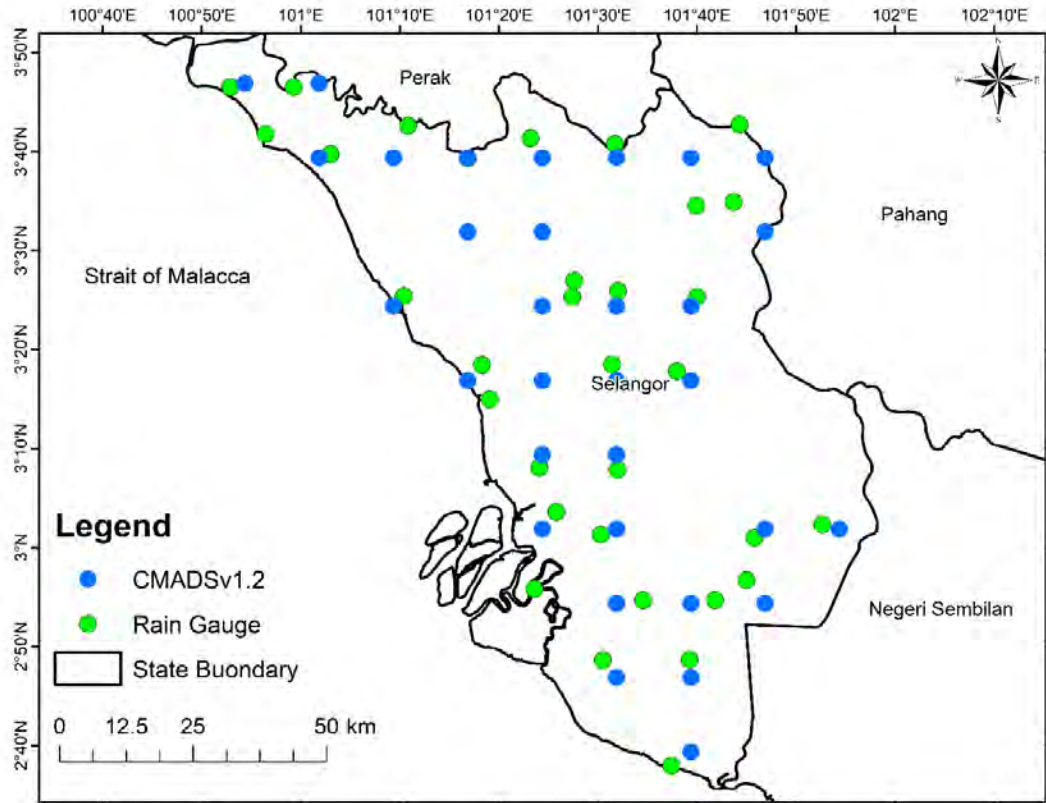 100°40'E 100°50'E 101°E 101°10'E 101°20'E 101°30'E 101°40'E 101°50'E 102°E 102°10'E
3°50'N
3°40'N
3°30'N
3°20'N
3°10'N
3°N
2°50'N
2°40'N
N
W
E
S
Perak
Pahang
Strait of Malacca
Selangor
Negeri Sembilan
Legend
CMADSv1.2
Rain Gauge
State Buondary
0 12.5 25 50 km